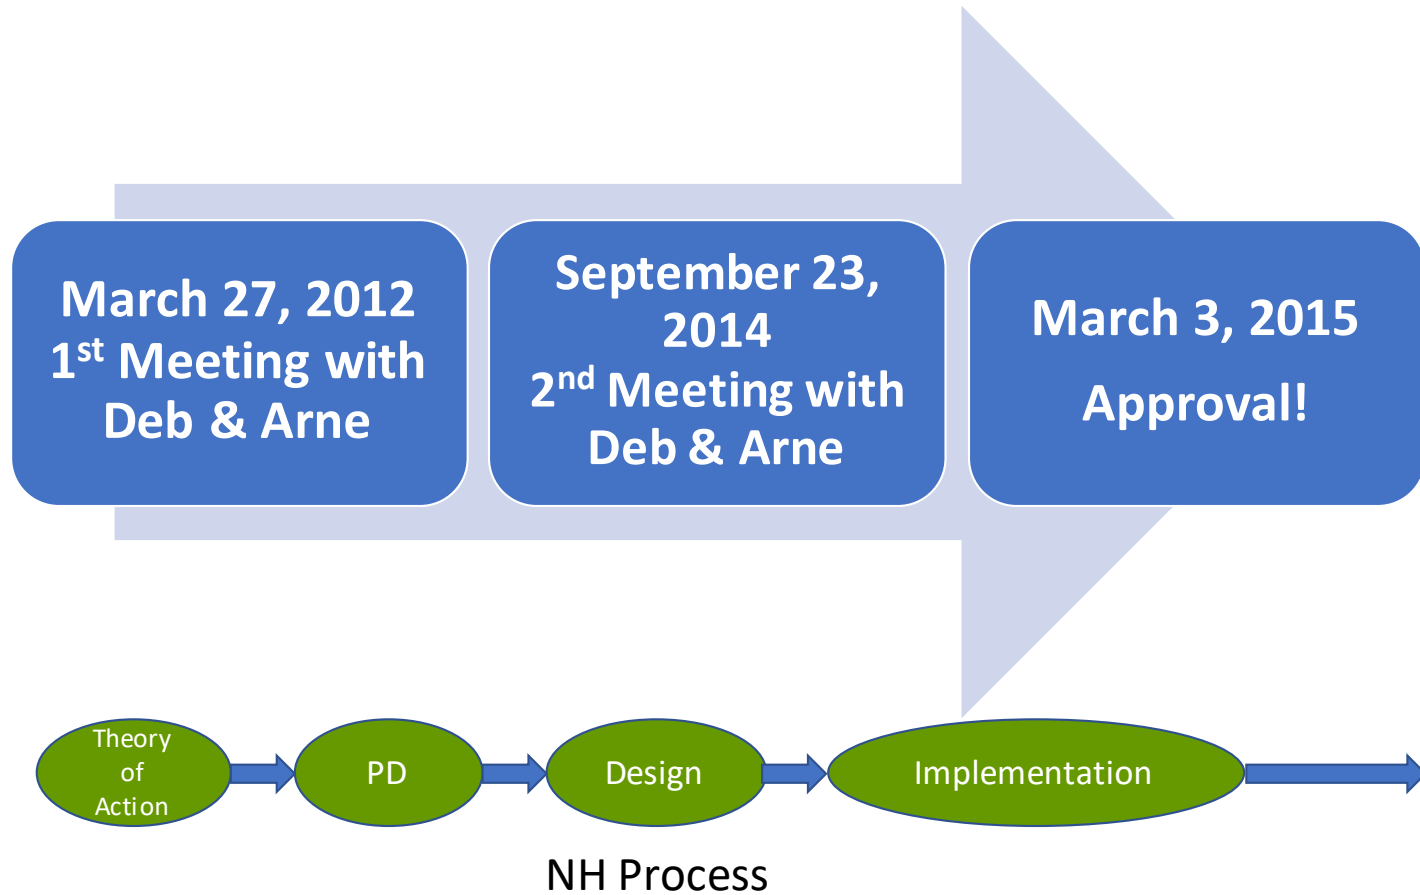 March 27, 2012
1st Meeting with
Deb & Arne
September 23,
2014
2nd Meeting with
Deb & Arne
March 3, 2015
Approval!
Theory
of
Action
PD
Design
Implementation
NH Process